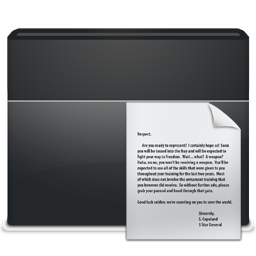 Respect.
Are you ready to represent? I certainly hope so! Soon
you will be tossed into the fray and will be expected to
fight your way to freedom. Wait... what? A weapon?
Haha, no no, you won't be receiving a weapon. You'll be
expected to use all of the skills that were given to you
throughout your training for the last two years. Most
of which does not involve the armament training that
you however did receive. So without further ado, please
grab your passed and head through that gate.
Good luck soldier, we're counting on you to save the world.
Sincerely,
S. Copeland
5 Star General